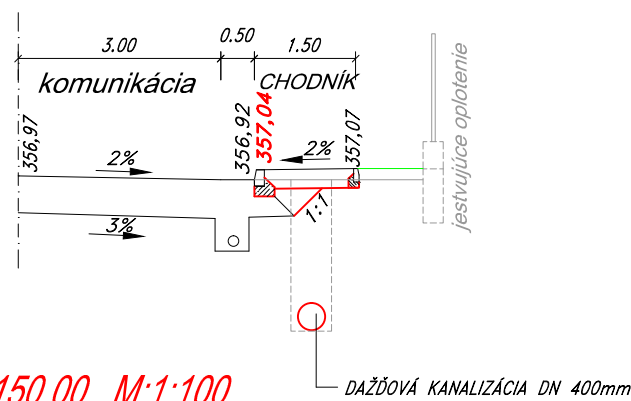 3.00 0.50 1.50
komunikácia CHODNÍK
356,97
356,92
357,04
357,07
jestvujúce oplotenie
2% 2%
3%
1:1
150,00 M:1:100
DAŽĎOVÁ KANALIZÁCIA DN 400mm